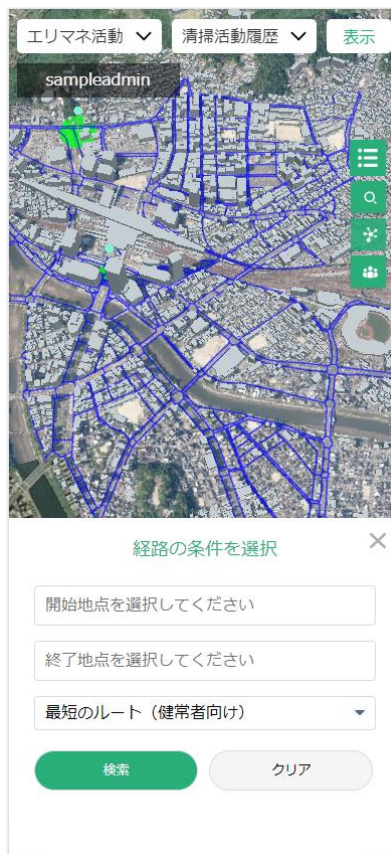 エリマネ活動
清掃活動履歴
表示
sampleadmin
経路の条件を選択
開始地点を選択してください
終了地点を選択してください
最短のルート（健常者向け）
検索
クリア